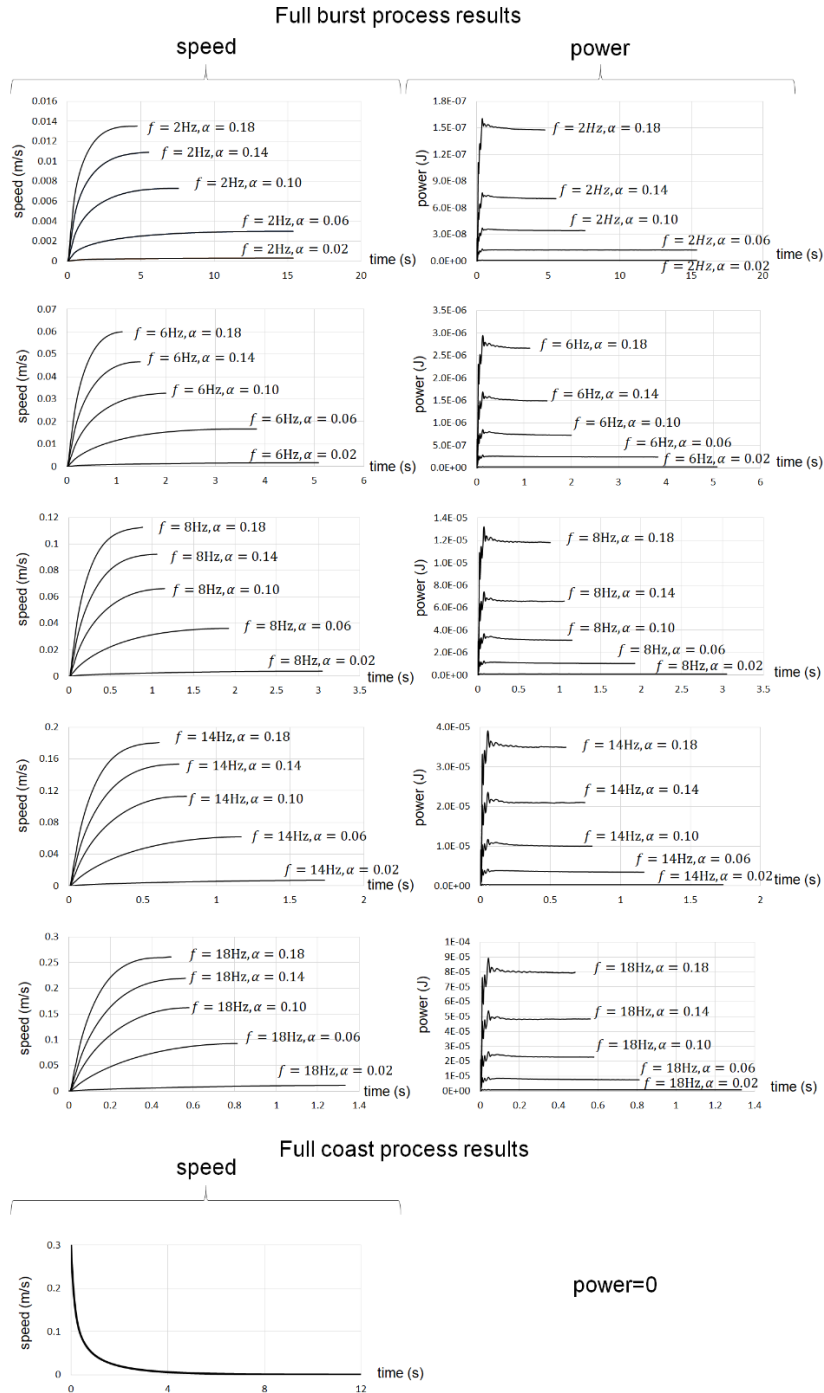 Full burst process results
speed
power
speed (m/s)
0.016
0.014
0.012
0.01
0.008
0.006
0.004
0.002
0
f = 2Hz, α = 0.18
f = 2Hz, α = 0.14
f = 2Hz, α = 0.10
f = 2Hz, α = 0.06
f = 2Hz, α = 0.02
0 5 10 15 20
time (s)
power (J)
1.8E-07
1.5E-07
1.2E-07
9.0E-08
6.0E-08
3.0E-08
0.0E+00
f = 2Hz, α = 0.18
f = 2Hz, α = 0.14
f = 2Hz, α = 0.10
f = 2Hz, α = 0.06
f = 2Hz, α = 0.02
0 5 10 15 20
time (s)
speed (m/s)
0.07
0.06
0.05
0.04
0.03
0.02
0.01
0
f = 6Hz, α = 0.18
f = 6Hz, α = 0.14
f = 6Hz, α = 0.10
f = 6Hz, α = 0.06
f = 6Hz, α = 0.02
0 1 2 3 4 5 6
time (s)
power (J)
3.5E-06
3.0E-06
2.5E-06
2.0E-06
1.5E-06
1.0E-06
5.0E-07
0.0E+00
f = 6Hz, α = 0.18
f = 6Hz, α = 0.14
f = 6Hz, α = 0.10
f = 6Hz, α = 0.06
f = 6Hz, α = 0.02
0 1 2 3 4 5 6
time (s)
speed (m/s)
0.12
0.1
0.08
0.06
0.04
0.02
0
f = 8Hz, α = 0.18
f = 8Hz, α = 0.14
f = 8Hz, α = 0.10
f = 8Hz, α = 0.06
f = 8Hz, α = 0.02
0 0.5 1 1.5 2 2.5 3 3.5
time (s)
power (J)
1.4E-05
1.2E-05
1.0E-05
8.0E-06
6.0E-06
4.0E-06
2.0E-06
0.0E+00
f = 8Hz, α = 0.18
f = 8Hz, α = 0.14
f = 8Hz, α = 0.10
f = 8Hz, α = 0.06
f = 8Hz, α = 0.02
0 0.5 1 1.5 2 2.5 3 3.5
time (s)
speed (m/s)
0.2
0.16
0.12
0.08
0.04
0
f = 14Hz, α = 0.18
f = 14Hz, α = 0.14
f = 14Hz, α = 0.10
f = 14Hz, α = 0.06
f = 14Hz, α = 0.02
0 0.5 1 1.5 2
time (s)
power (J)
4.0E-05
3.0E-05
2.0E-05
1.0E-05
0.0E+00
f = 14Hz, α = 0.18
f = 14Hz, α = 0.14
f = 14Hz, α = 0.10
f = 14Hz, α = 0.06
f = 14Hz, α = 0.02
0 0.5 1 1.5 2
time (s)
speed (m/s)
0.3
0.25
0.2
0.15
0.1
0.05
0
f = 18Hz, α = 0.18
f = 18Hz, α = 0.14
f = 18Hz, α = 0.10
f = 18Hz, α = 0.06
f = 18Hz, α = 0.02
0 0.2 0.4 0.6 0.8 1 1.2 1.4
time (s)
power (J)
1E-04
9E-05
8E-05
7E-05
6E-05
5E-05
4E-05
3E-05
2E-05
1E-05
0E+00
f = 18Hz, α = 0.18
f = 18Hz, α = 0.14
f = 18Hz, α = 0.10
f = 18Hz, α = 0.06
f = 18Hz, α = 0.02
0 0.2 0.4 0.6 0.8 1 1.2 1.4
time (s)
Full coast process results
speed
speed (m/s)
0.3
0.2
0.1
0
0 4 8 12
time (s)
power=0